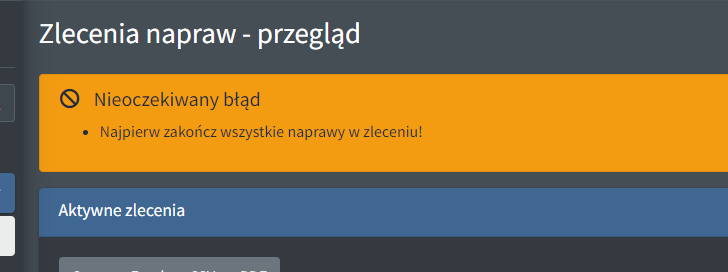 Zlecenia napraw - przegląd
Nieoczekiwany błąd
Najpierw zakończ wszystkie naprawy w zleceniu!
Aktywne zlecenia